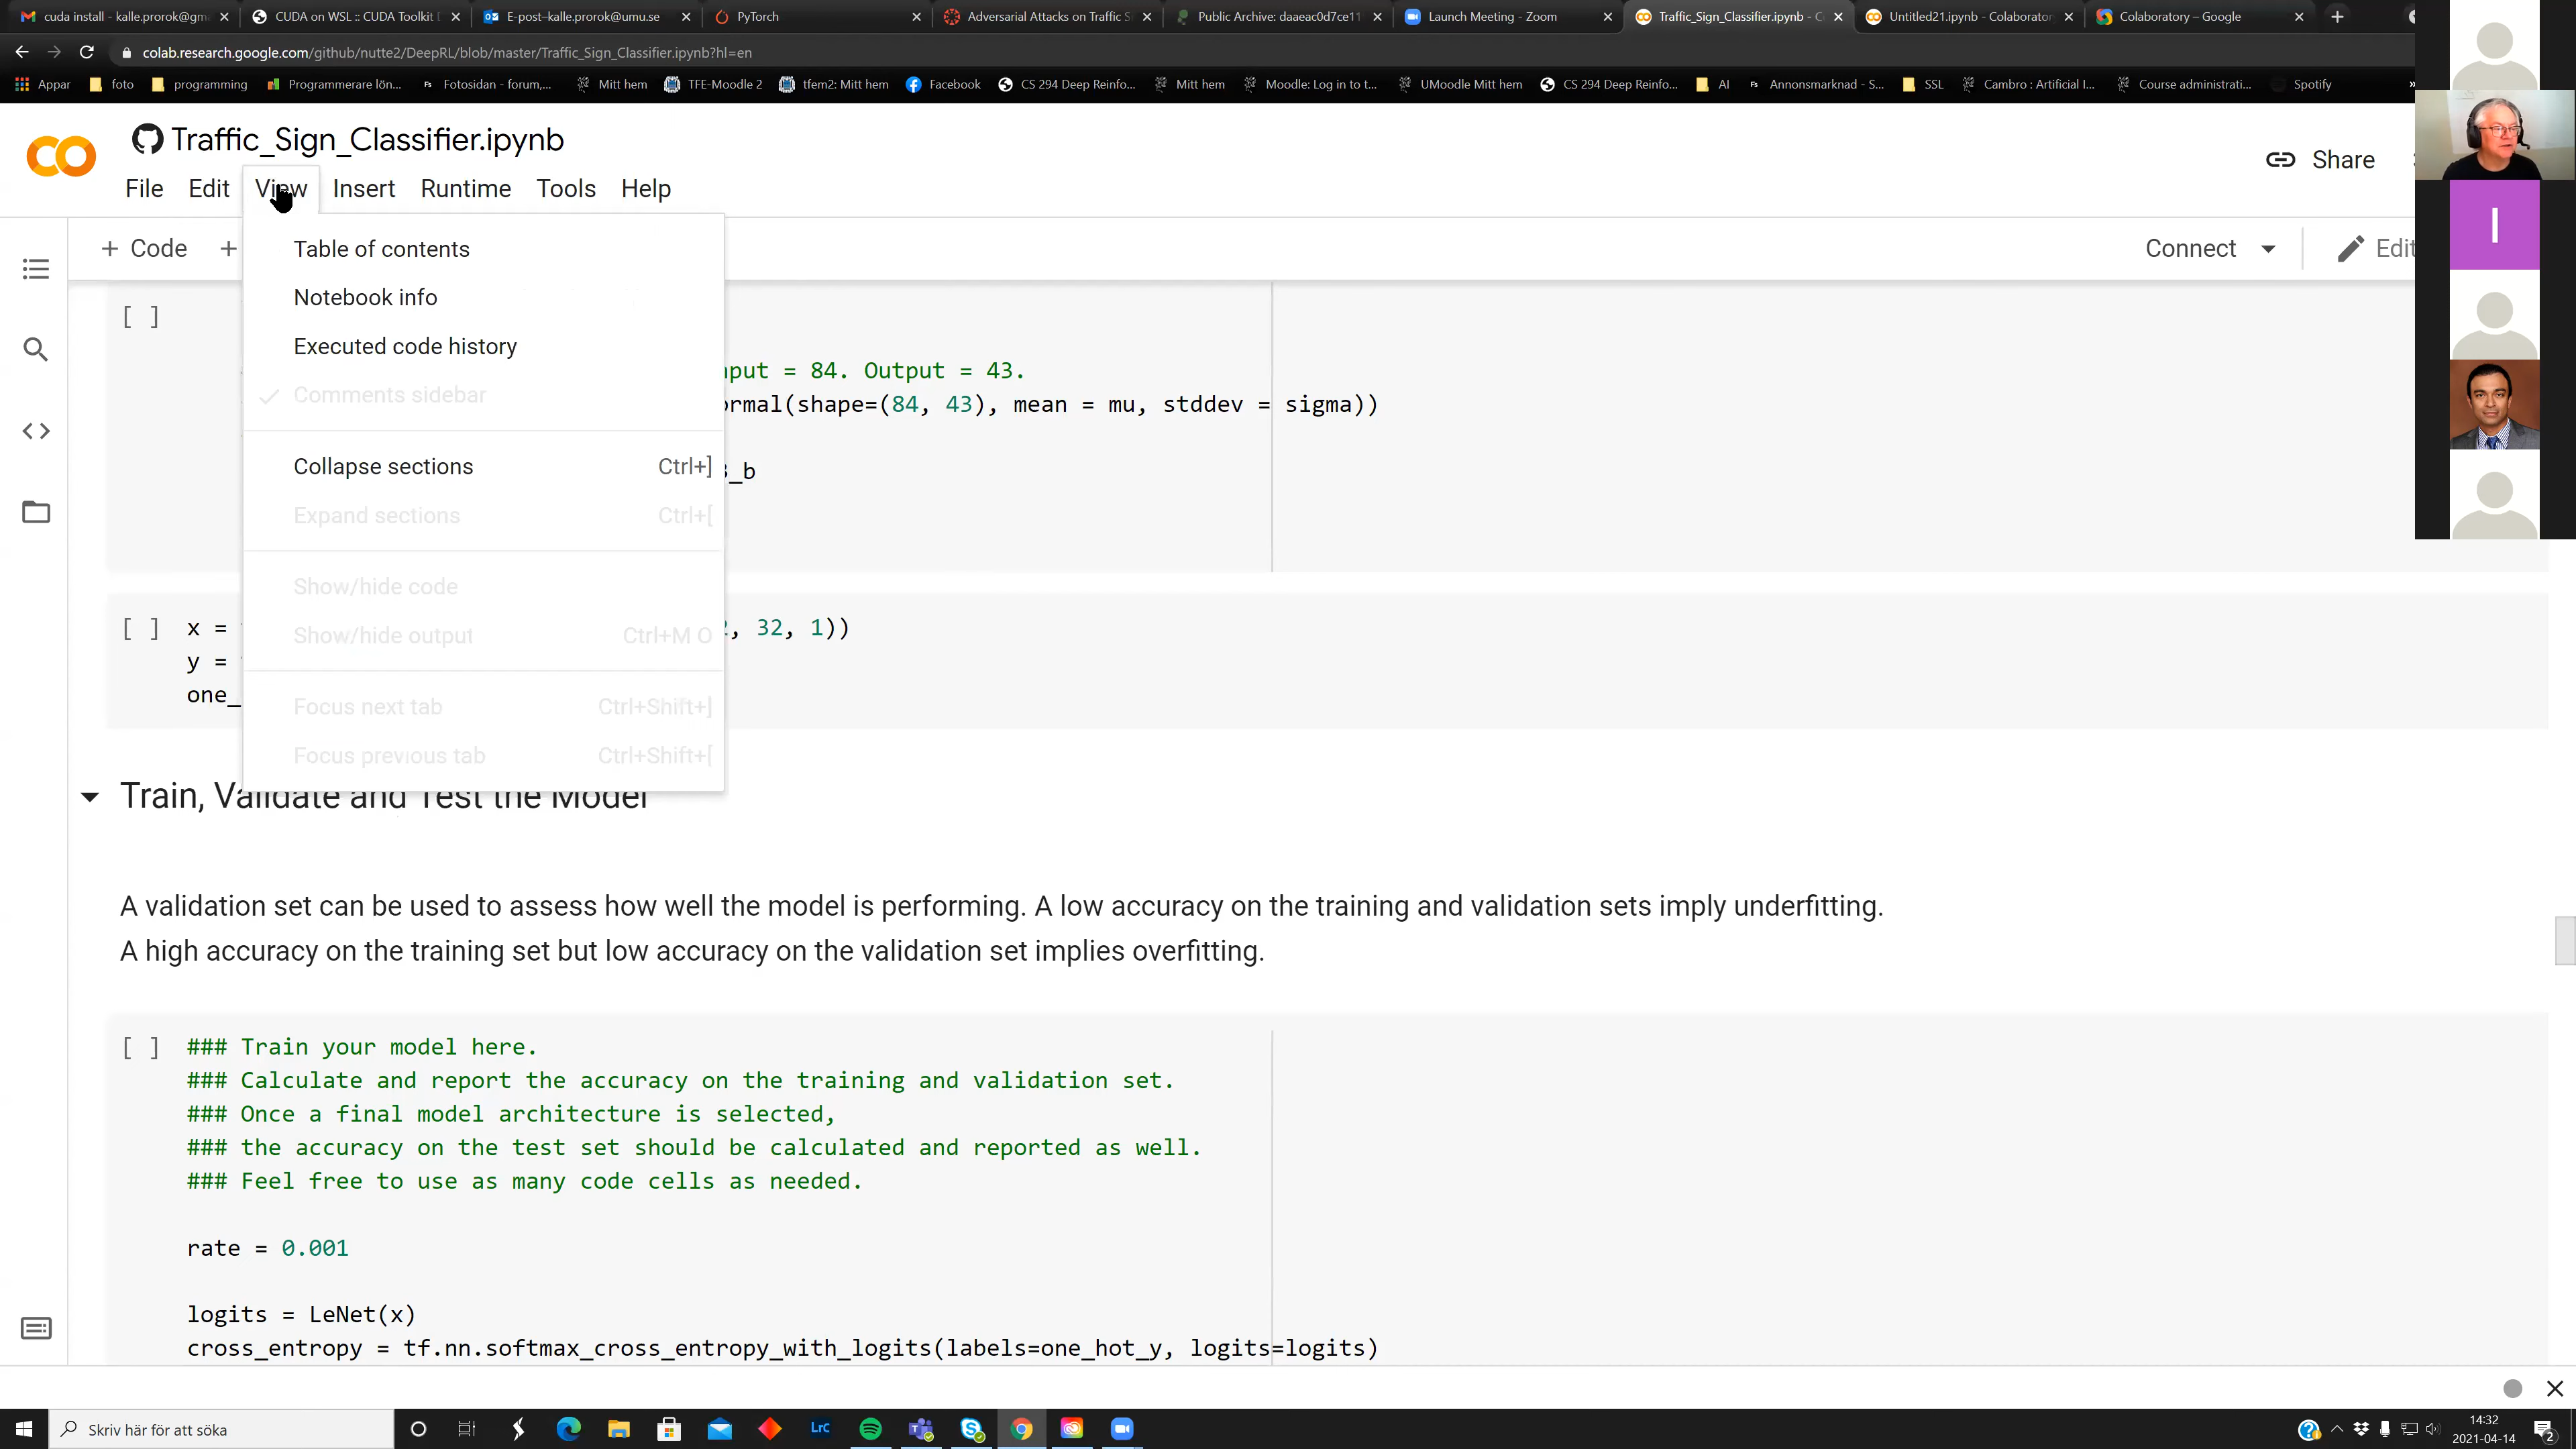 cuda install - kalle.prorok@gm
CUDA on WSL :: CUDA Toolkit
E-post–kalle.prorok@umu.se
PyTorch
Adversarial Attacks on Traffic S
Public Archive: daaeac0d7ce11
Launch Meeting - Zoom
Traffic_Sign_Classifier.ipynb - C
Untitled21.ipynb - Colaborator
Colaboratory – Google
colab.research.google.com/github/nutte2/DeepRL/blob/master/Traffic_Sign_Classifier.ipynb?hl=en
Appar
foto
programming
Programmerare lön...
Fotosidan - forum,...
Mitt hem
TFE-Moodle 2
tfem2: Mitt hem
Facebook
CS 294 Deep Reinfo...
Mitt hem
Moodle: Log in to t...
UMoodle Mitt hem
CS 294 Deep Reinfo...
AI
Annonsmarknad - S...
SSL
Cambro : Artificial I...
Course administrati...
Spotify
»
Traffic_Sign_Classifier.ipynb
Share
File Edit View Insert Runtime Tools Help
+ Code +
Connect
Edit
I
Table of contents
Notebook info
Executed code history
Comments sidebar
Collapse sections Ctrl+]
Expand sections Ctrl+[
Show/hide code
Show/hide output Ctrl+M O
Focus next tab Ctrl+Shift+]
Focus previous tab Ctrl+Shift+[
[ ]
nput = 84. Output = 43.
ormal(shape=(84, 43), mean = mu, stddev = sigma))
3_b
[ ] x = 2, 32, 1))
y =
one_
Train, Validate and Test the Model
A validation set can be used to assess how well the model is performing. A low accuracy on the training and validation sets imply underfitting.
A high accuracy on the training set but low accuracy on the validation set implies overfitting.
[ ] ### Train your model here.
### Calculate and report the accuracy on the training and validation set.
### Once a final model architecture is selected,
### the accuracy on the test set should be calculated and reported as well.
### Feel free to use as many code cells as needed.
rate = 0.001
logits = LeNet(x)
cross_entropy = tf.nn.softmax_cross_entropy_with_logits(labels=one_hot_y, logits=logits)
Skriv här för att söka
LrC
14:32
2021-04-14
2